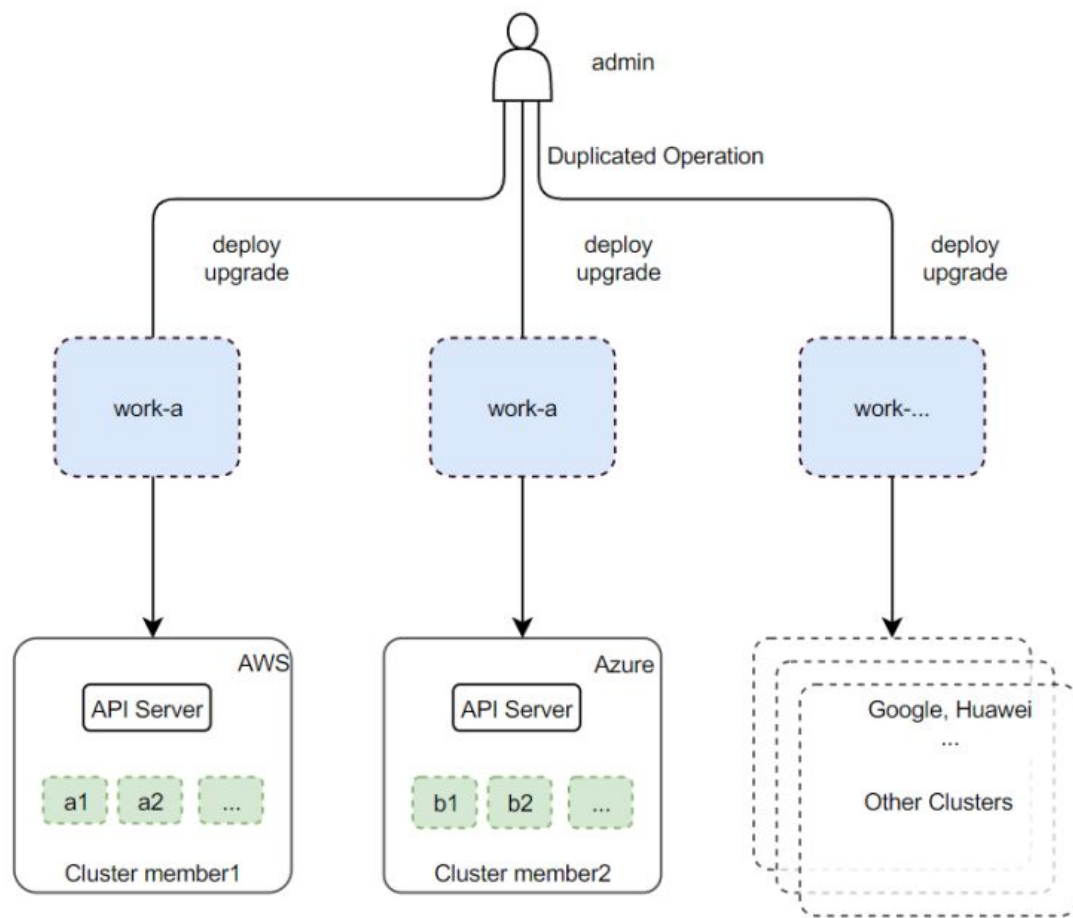 admin
Duplicated Operation
deploy
upgrade
deploy
upgrade
deploy
upgrade
work-a
work-a
work-...
AWS
API Server
a1 a2 ...
Cluster member1
Azure
API Server
b1 b2 ...
Cluster member2
Google, Huawei
...
Other Clusters